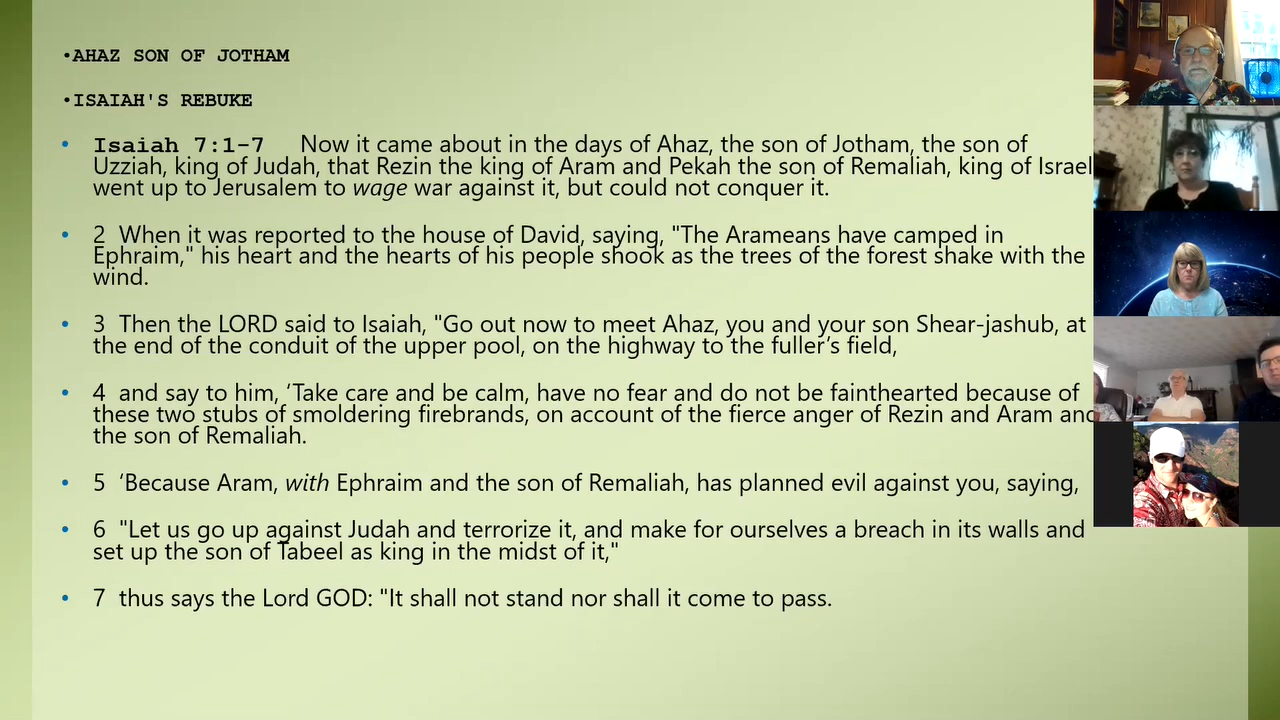 •AHAZ SON OF JOTHAM
•ISAIAH'S REBUKE
• Isaiah 7:1-7 Now it came about in the days of Ahaz, the son of Jotham, the son of
Uzziah, king of Judah, that Rezin the king of Aram and Pekah the son of Remaliah, king of Israel
went up to Jerusalem to wage war against it, but could not conquer it.
• 2 When it was reported to the house of David, saying, "The Arameans have camped in
Ephraim," his heart and the hearts of his people shook as the trees of the forest shake with the
wind.
• 3 Then the LORD said to Isaiah, "Go out now to meet Ahaz, you and your son Shear-jashub, at
the end of the conduit of the upper pool, on the highway to the fuller’s field,
• 4 and say to him, ‘Take care and be calm, have no fear and do not be fainthearted because of
these two stubs of smoldering firebrands, on account of the fierce anger of Rezin and Aram and
the son of Remaliah.
• 5 ‘Because Aram, with Ephraim and the son of Remaliah, has planned evil against you, saying,
• 6 "Let us go up against Judah and terrorize it, and make for ourselves a breach in its walls and
set up the son of Tabeel as king in the midst of it,"
• 7 thus says the Lord GOD: "It shall not stand nor shall it come to pass.